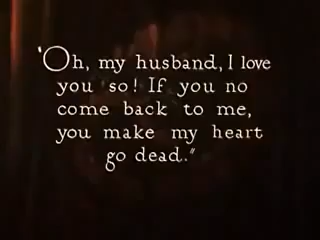 "Oh, my husband, I love
you so! If you no
come back to me,
you make my heart
go dead."